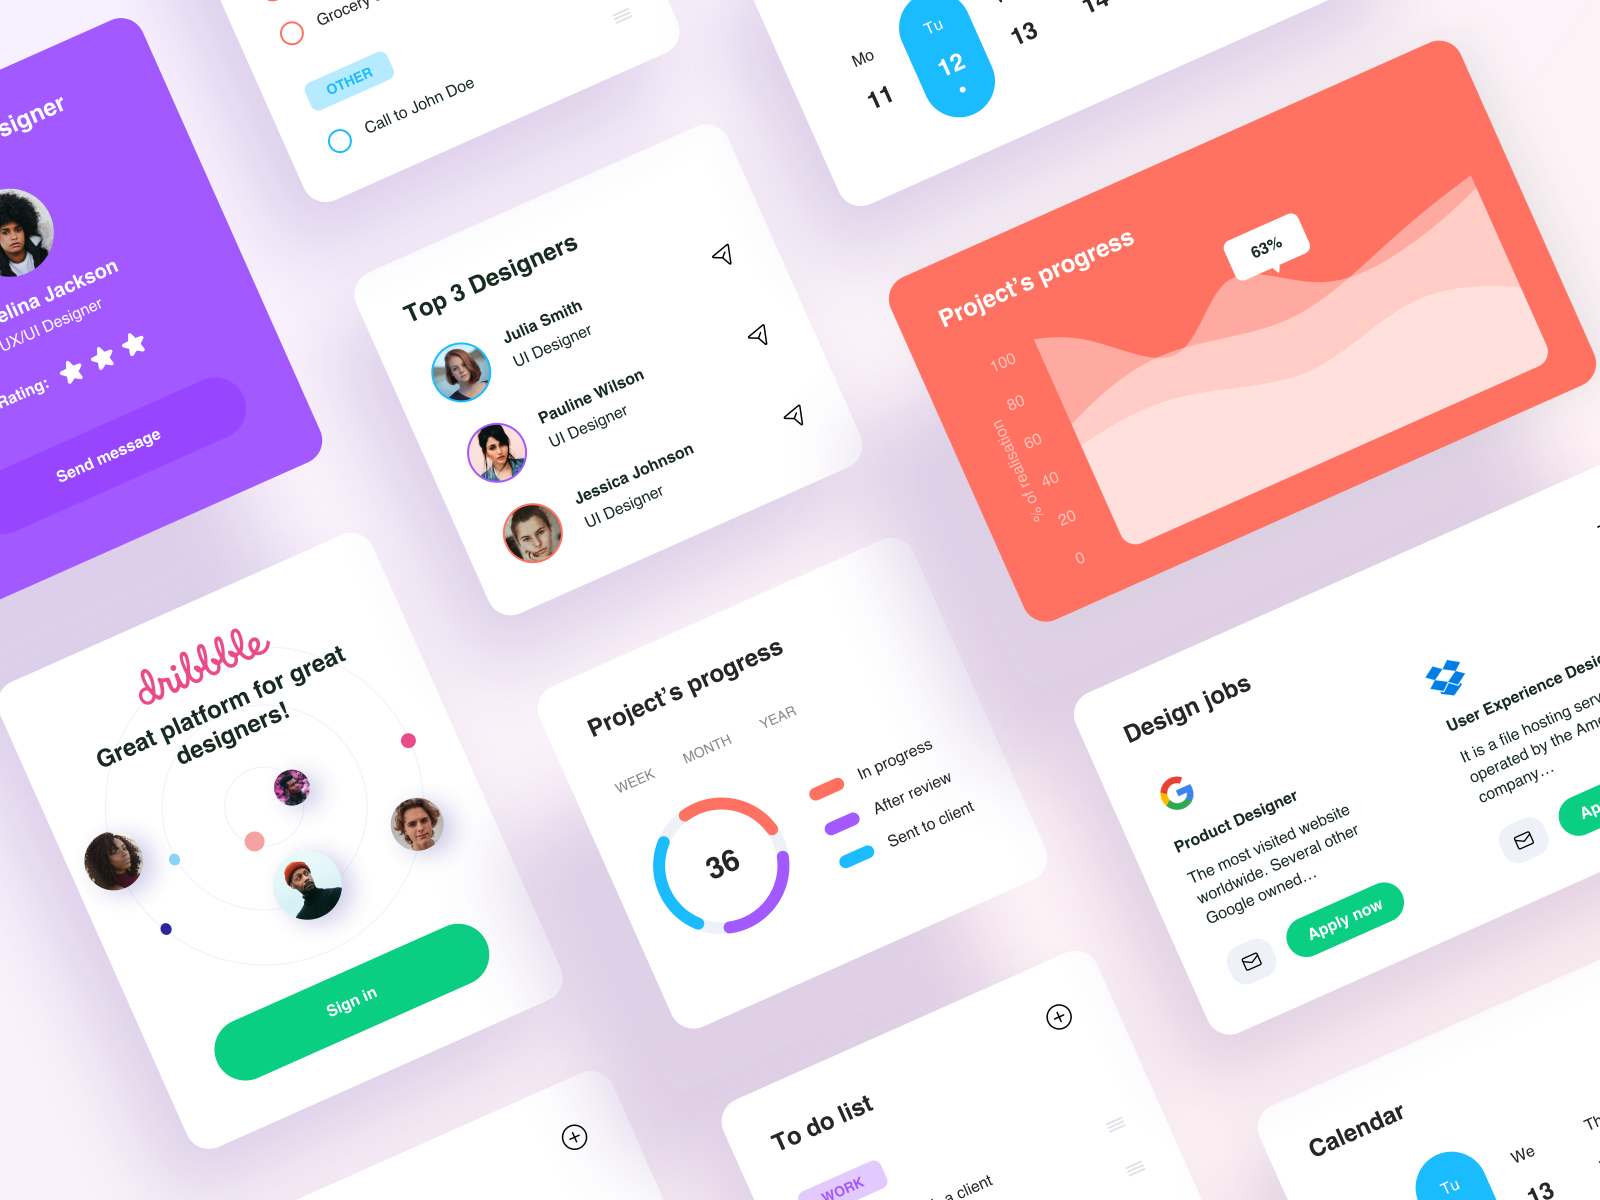 Grocery
OTHER
Call to John Doe
Mo
Tu
11
12
13
14
elina Jackson
UX/UI Designer
Rating:
Send message
Top 3 Designers
Julia Smith
UI Designer
Pauline Wilson
UI Designer
Jessica Johnson
UI Designer
Project’s progress
63%
100
80
60
40
20
0
% of realisation
dribbble
Great platform for great
designers!
Sign in
Project’s progress
WEEK
MONTH
YEAR
36
In progress
After review
Sent to client
Design jobs
Product Designer
The most visited website
worldwide. Several other
Google owned…
Apply now
User Experience Desi
It is a file hosting serv
operated by the Ame
company…
Ap
To do list
WORK
a client
Calendar
Tu
We
Th
13